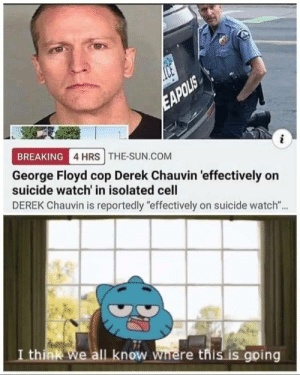 ICE
EAPOLIS
i
BREAKING 4 HRS THE-SUN.COM
George Floyd cop Derek Chauvin 'effectively on
suicide watch' in isolated cell
DEREK Chauvin is reportedly "effectively on suicide watch"...
I think we all know where this is going